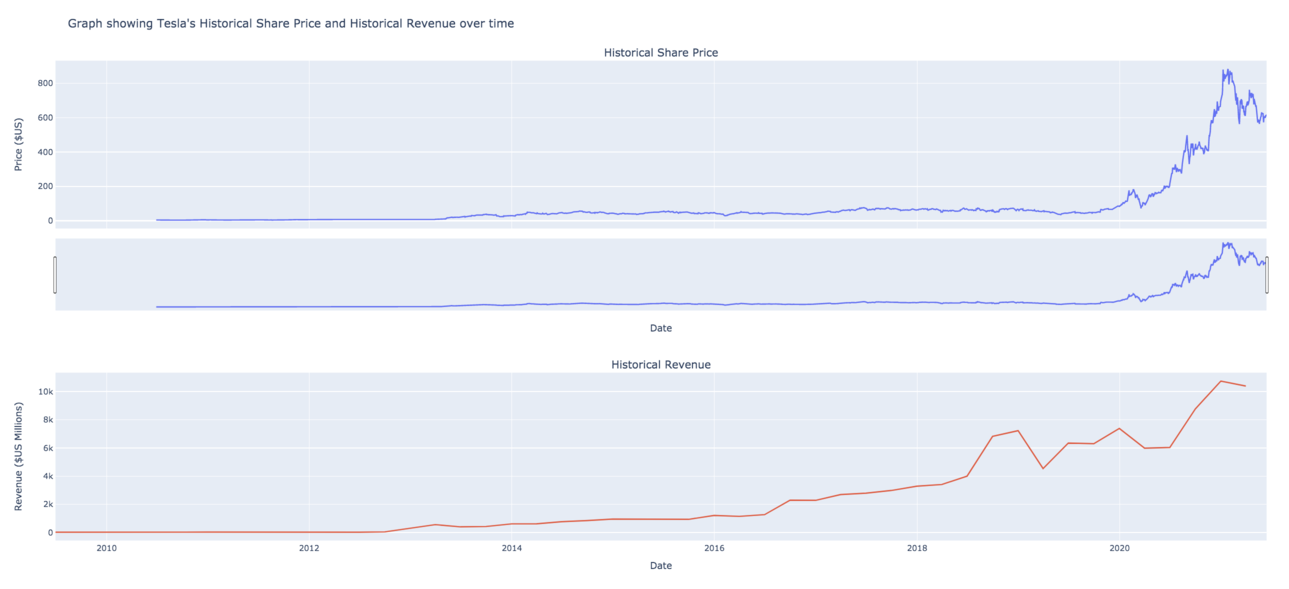 Graph showing Tesla's Historical Share Price and Historical Revenue over time
Historical Share Price
Price ($US)
800
600
400
200
0
Date
Historical Revenue
Revenue ($US Millions)
10k
8k
6k
4k
2k
0
2010 2012 2014 2016 2018 2020
Date